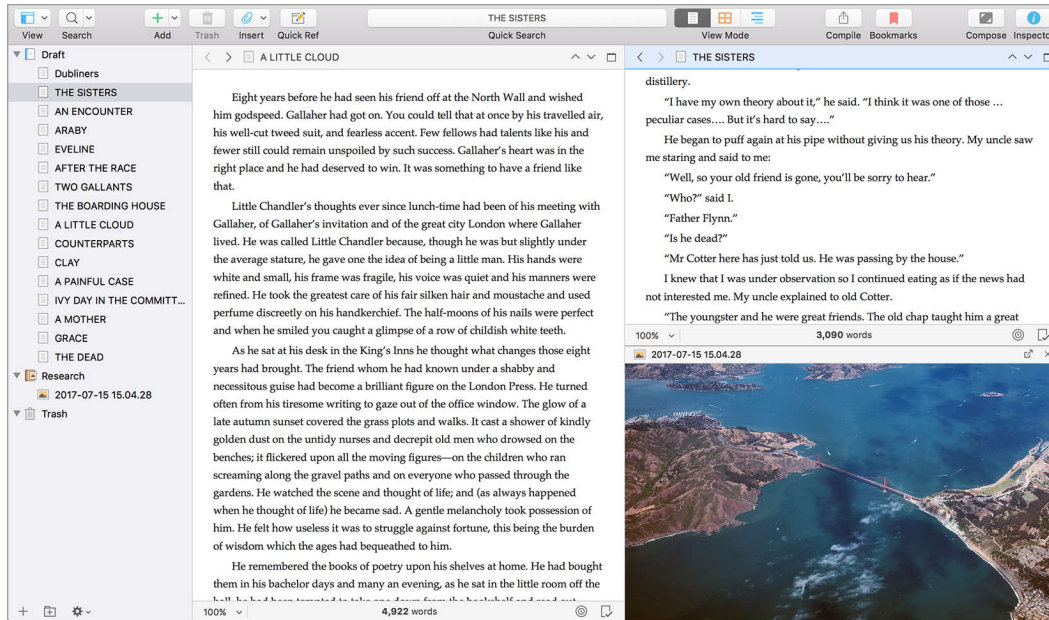 THE SISTERS
View
Search
Add
Trash
Insert
Quick Ref
Quick Search
View Mode
Compile
Bookmarks
Compose
Inspecto
Draft
Dubliners
THE SISTERS
AN ENCOUNTER
ARABY
EVELINE
AFTER THE RACE
TWO GALLANTS
THE BOARDING HOUSE
A LITTLE CLOUD
COUNTERPARTS
CLAY
A PAINFUL CASE
IVY DAY IN THE COMMITT...
A MOTHER
GRACE
THE DEAD
Research
2017-07-15 15.04.28
Trash
A LITTLE CLOUD
Eight years before he had seen his friend off at the North Wall and wished
him godspeed. Gallaher had got on. You could tell that at once by his travelled air,
his well-cut tweed suit, and fearless accent. Few fellows had talents like his and
fewer still could remain unspoiled by such success. Gallaher’s heart was in the
right place and he had deserved to win. It was something to have a friend like
that.
Little Chandler’s thoughts ever since lunch-time had been of his meeting with
Gallaher, of Gallaher’s invitation and of the great city London where Gallaher
lived. He was called Little Chandler because, though he was but slightly under
the average stature, he gave one the idea of being a little man. His hands were
white and small, his frame was fragile, his voice was quiet and his manners were
refined. He took the greatest care of his fair silken hair and moustache and used
perfume discreetly on his handkerchief. The half-moons of his nails were perfect
and when he smiled you caught a glimpse of a row of childish white teeth.
As he sat at his desk in the King’s Inns he thought what changes those eight
years had brought. The friend whom he had known under a shabby and
necessitous guise had become a brilliant figure on the London Press. He turned
often from his tiresome writing to gaze out of the office window. The glow of a
late autumn sunset covered the grass plots and walks. It cast a shower of kindly
golden dust on the untidy nurses and decrepit old men who drowsed on the
benches; it flickered upon all the moving figures—on the children who ran
screaming along the gravel paths and on everyone who passed through the
gardens. He watched the scene and thought of life; and (as always happened
when he thought of life) he became sad. A gentle melancholy took possession of
him. He felt how useless it was to struggle against fortune, this being the burden
of wisdom which the ages had bequeathed to him.
He remembered the books of poetry upon his shelves at home. He had bought
them in his bachelor days and many an evening, as he sat in the little room off the
100%
4,922 words
THE SISTERS
distillery.
“I have my own theory about it,” he said. “I think it was one of those …
peculiar cases…. But it’s hard to say….”
He began to puff again at his pipe without giving us his theory. My uncle saw
me staring and said to me:
“Well, so your old friend is gone, you’ll be sorry to hear.”
“Who?” said I.
“Father Flynn.”
“Is he dead?”
“Mr Cotter here has just told us. He was passing by the house.”
I knew that I was under observation so I continued eating as if the news had
not interested me. My uncle explained to old Cotter.
“The youngster and he were great friends. The old chap taught him a great
100%
3,090 words
2017-07-15 15.04.28